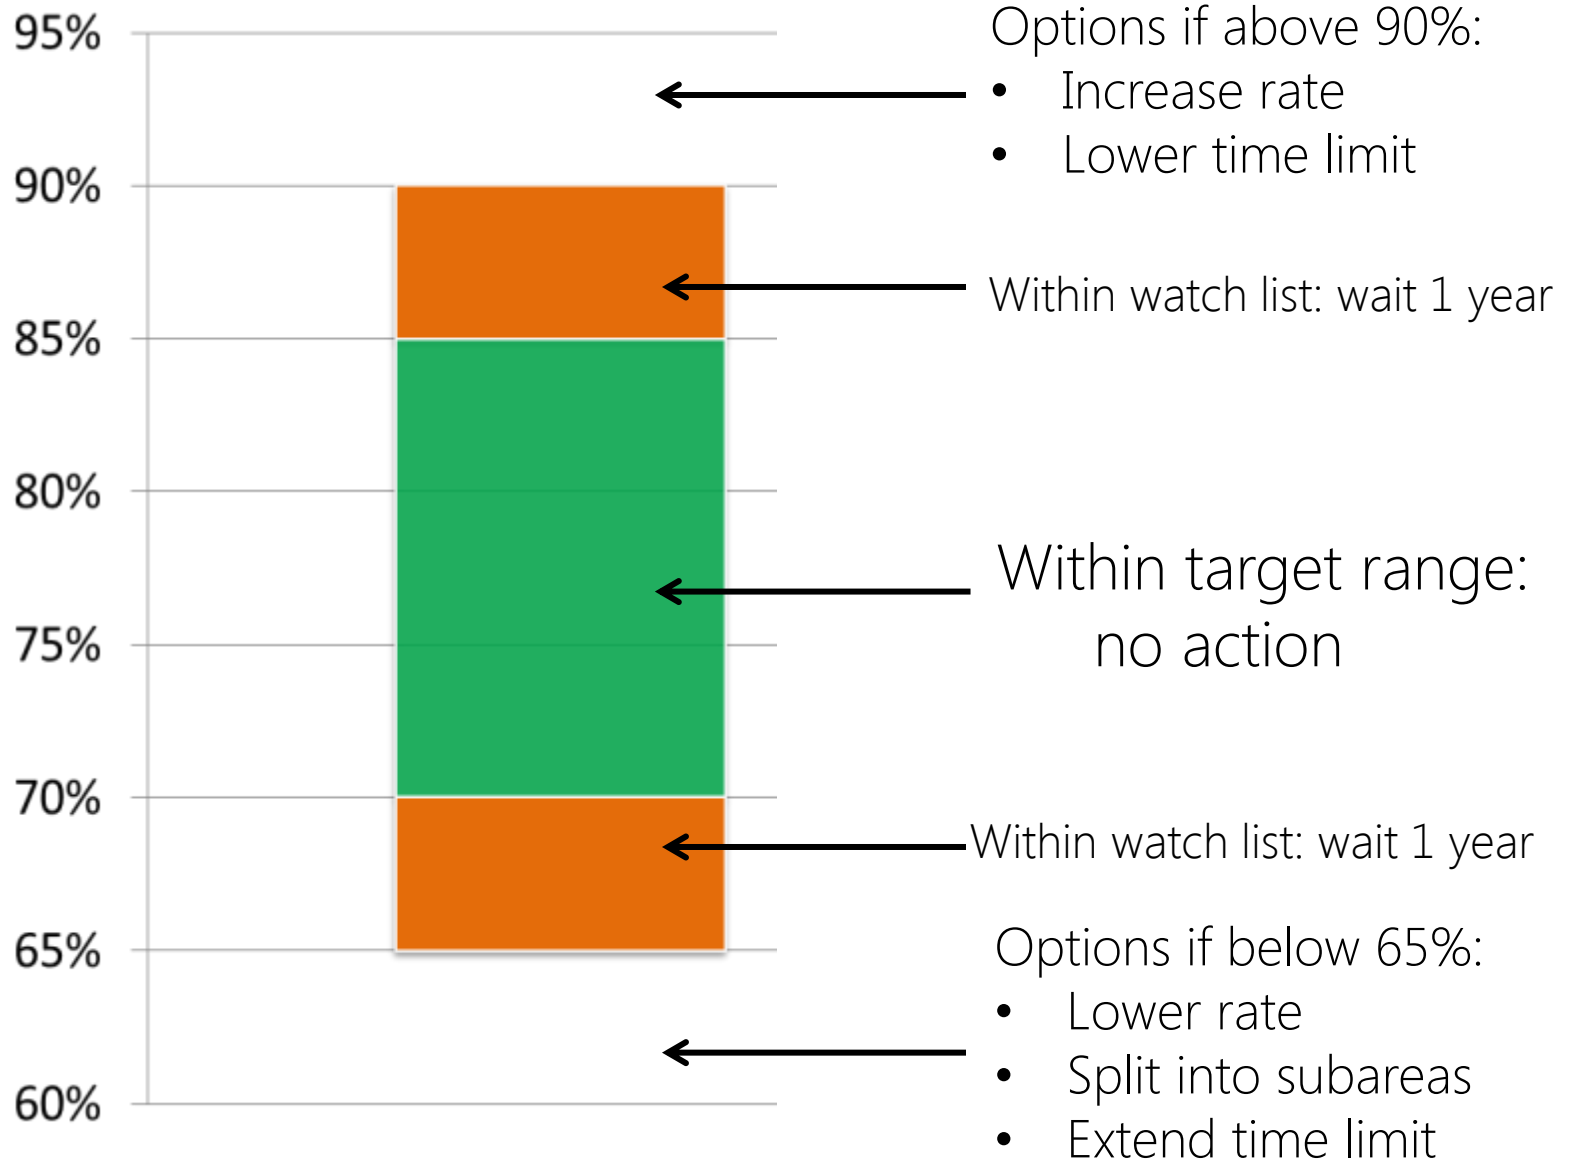 95%
90%
85%
80%
75%
70%
65%
60%
Options if above 90%:
• Increase rate
• Lower time limit
Within watch list: wait 1 year
Within target range:
no action
Within watch list: wait 1 year
Options if below 65%:
• Lower rate
• Split into subareas
• Extend time limit